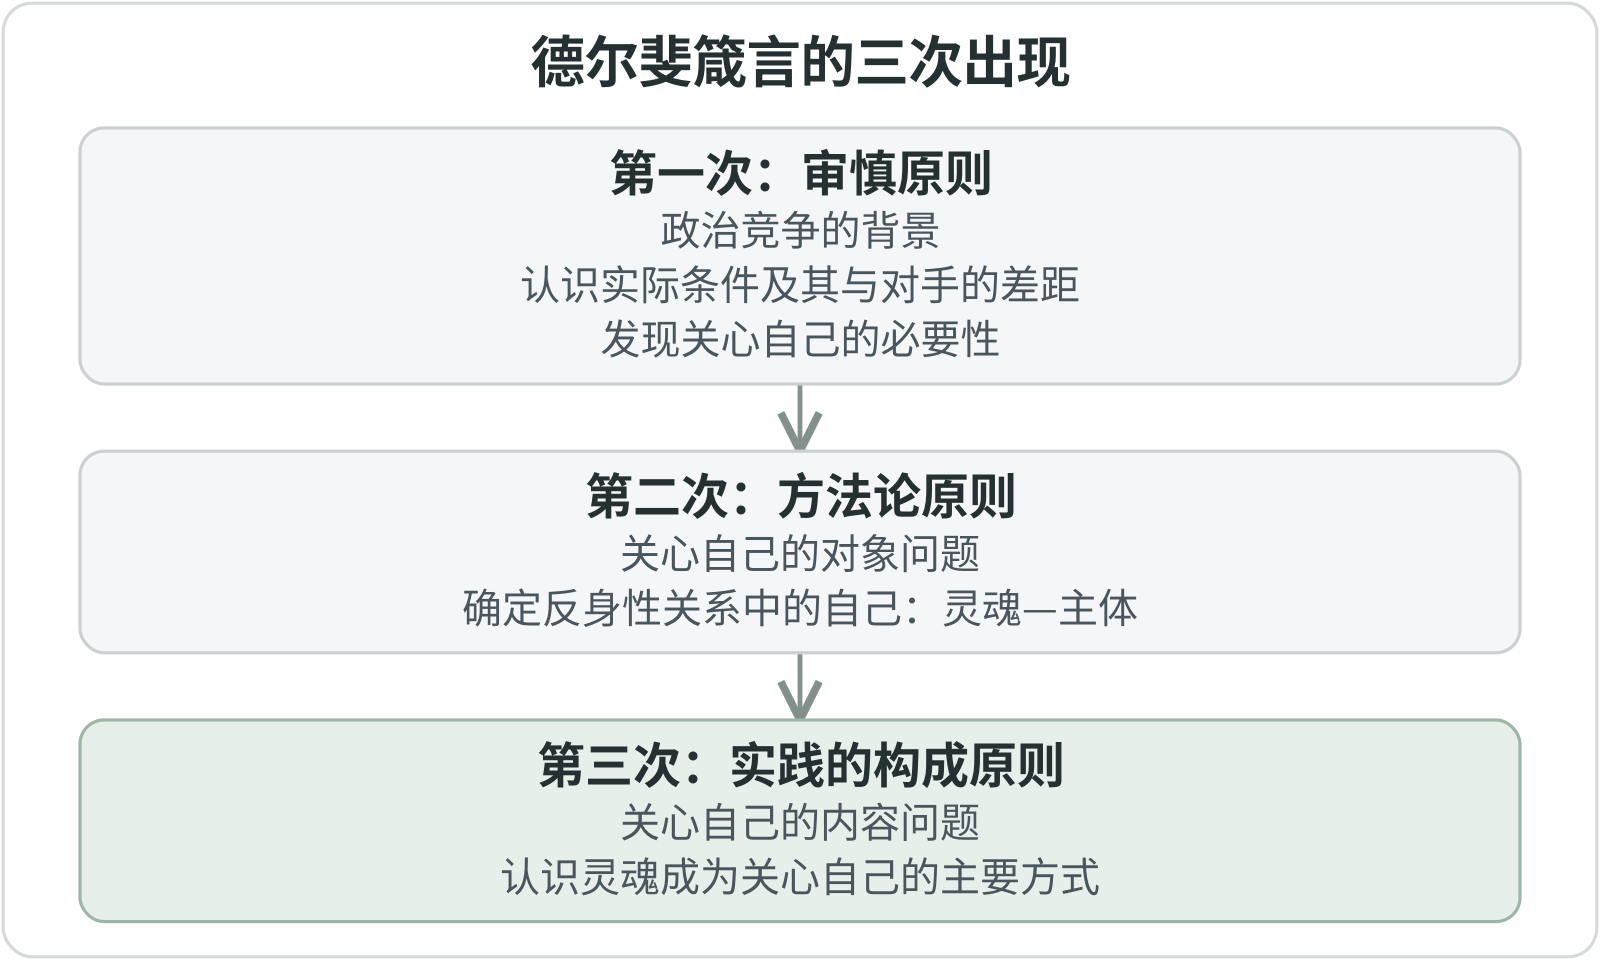 德尔斐箴言的三次出现
第一次：审慎原则
政治竞争的背景
认识实际条件及其与对手的差距
发现关心自己的必要性
第二次：方法论原则
关心自己的对象问题
确定反身性关系中的自己：灵魂—主体
第三次：实践的构成原则
关心自己的内容问题
认识灵魂成为关心自己的主要方式